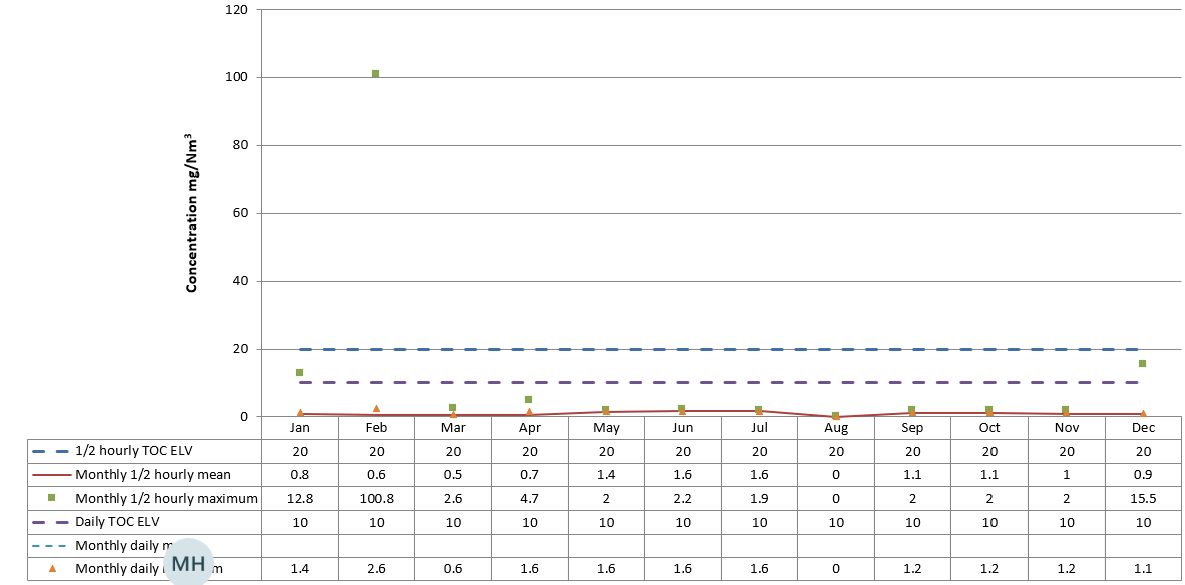 120
100
80
60
40
20
0
Concentration mg/Nm³
Jan Feb Mar Apr May Jun Jul Aug Sep Oct Nov Dec
1/2 hourly TOC ELV 20 20 20 20 20 20 20 20 20 20 20 20
Monthly 1/2 hourly mean 0.8 0.6 0.5 0.7 1.4 1.6 1.6 0 1.1 1.1 1 0.9
Monthly 1/2 hourly maximum 12.8 100.8 2.6 4.7 2 2.2 1.9 0 2 2 2 15.5
Daily TOC ELV 10 10 10 10 10 10 10 10 10 10 10 10
Monthly daily
Monthly daily 1.4 2.6 0.6 1.6 1.6 1.6 1.6 0 1.2 1.2 1.2 1.1
MH